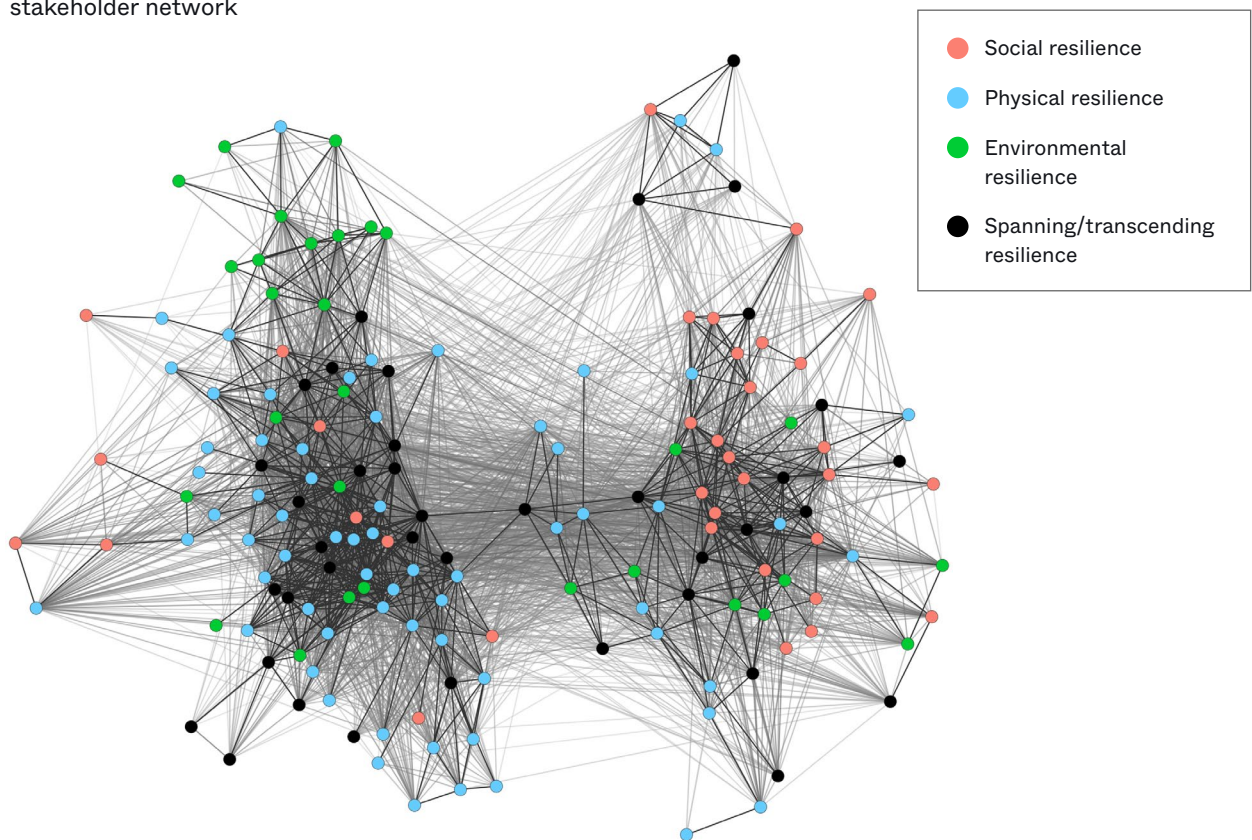 stakeholder network
Social resilience
Physical resilience
Environmental
resilience
Spanning/transcending
resilience